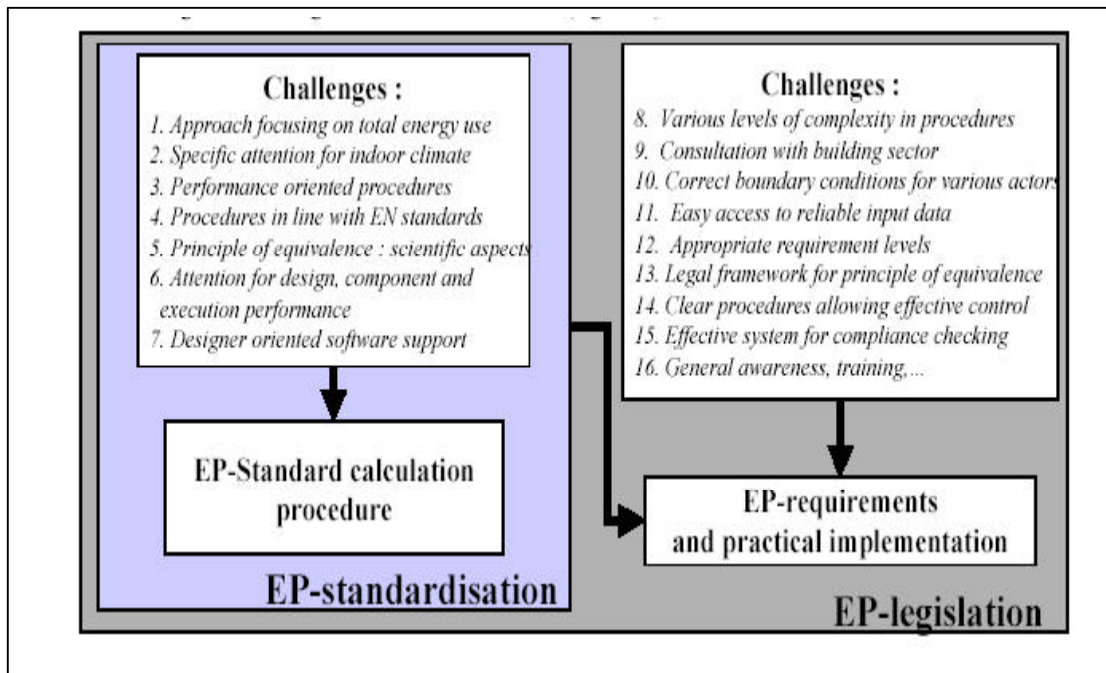 Challenges :
1. Approach focusing on total energy use
2. Specific attention for indoor climate
3. Performance oriented procedures
4. Procedures in line with EN standards
5. Principle of equivalence : scientific aspects
6. Attention for design, component and
execution performance
7. Designer oriented software support
EP-Standard calculation
procedure
EP-standardisation
Challenges :
8. Various levels of complexity in procedures
9. Consultation with building sector
10. Correct boundary conditions for various actors
11. Easy access to reliable input data
12. Appropriate requirement levels
13. Legal framework for principle of equivalence
14. Clear procedures allowing effective control
15. Effective system for compliance checking
16. General awareness, training,...
EP-requirements
and practical implementation
EP-legislation